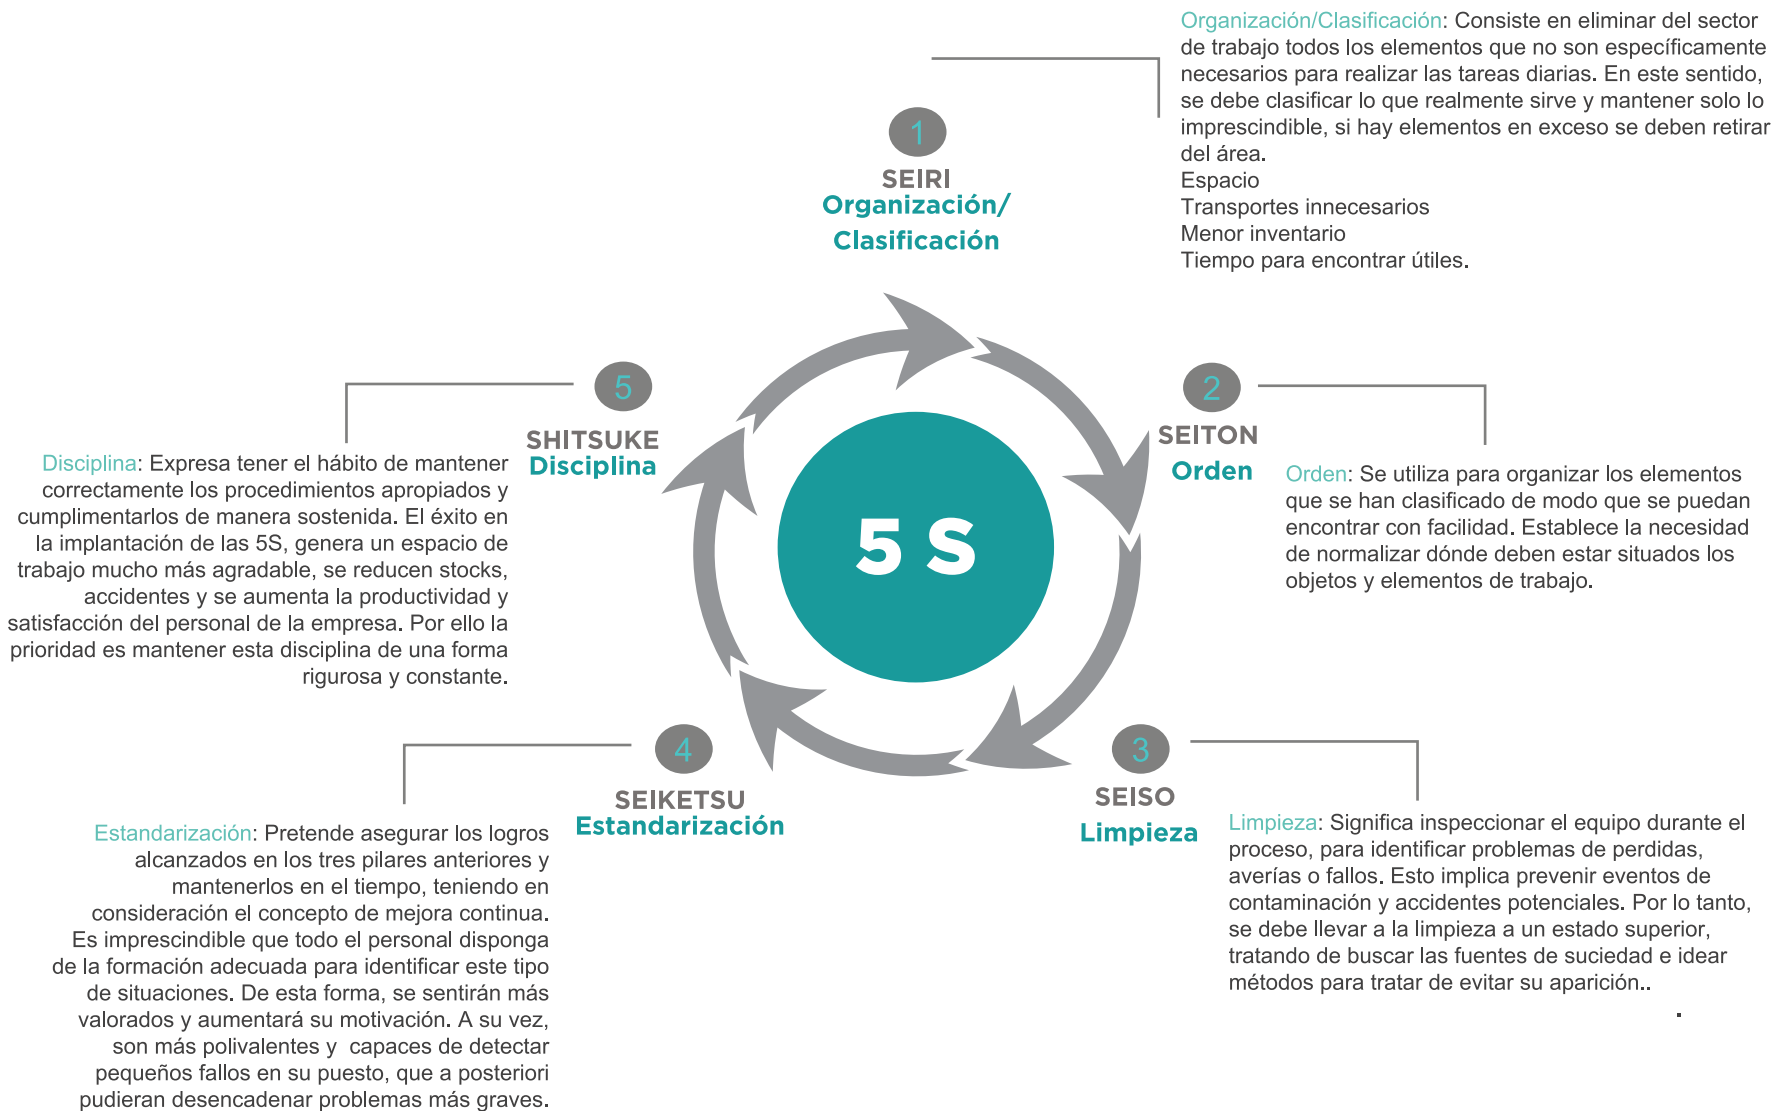 Organización/Clasificación: Consiste en eliminar del sector
de trabajo todos los elementos que no son específicamente
necesarios para realizar las tareas diarias. En este sentido,
se debe clasificar lo que realmente sirve y mantener solo lo
imprescindible, si hay elementos en exceso se deben retirar
del área.
Espacio
Transportes innecesarios
Menor inventario
Tiempo para encontrar útiles.
1
SEIRI
Organización/
Clasificación
2
SEITON
Orden
Orden: Se utiliza para organizar los elementos
que se han clasificado de modo que se puedan
encontrar con facilidad. Establece la necesidad
de normalizar dónde deben estar situados los
objetos y elementos de trabajo.
5 S
5
SHITSUKE
Disciplina
Disciplina: Expresa tener el hábito de mantener
correctamente los procedimientos apropiados y
cumplimentarlos de manera sostenida. El éxito en
la implantación de las 5S, genera un espacio de
trabajo mucho más agradable, se reducen stocks,
accidentes y se aumenta la productividad y
satisfacción del personal de la empresa. Por ello la
prioridad es mantener esta disciplina de una forma
rigurosa y constante.
3
SEISO
Limpieza
Limpieza: Significa inspeccionar el equipo durante el
proceso, para identificar problemas de perdidas,
averías o fallos. Esto implica prevenir eventos de
contaminación y accidentes potenciales. Por lo tanto,
se debe llevar a la limpieza a un estado superior,
tratando de buscar las fuentes de suciedad e idear
métodos para tratar de evitar su aparición..
.
4
SEIKETSU
Estandarización
Estandarización: Pretende asegurar los logros
alcanzados en los tres pilares anteriores y
mantenerlos en el tiempo, teniendo en
consideración el concepto de mejora continua.
Es imprescindible que todo el personal disponga
de la formación adecuada para identificar este tipo
de situaciones. De esta forma, se sentirán más
valorados y aumentará su motivación. A su vez,
son más polivalentes y  capaces de detectar
pequeños fallos en su puesto, que a posteriori
pudieran desencadenar problemas más graves.